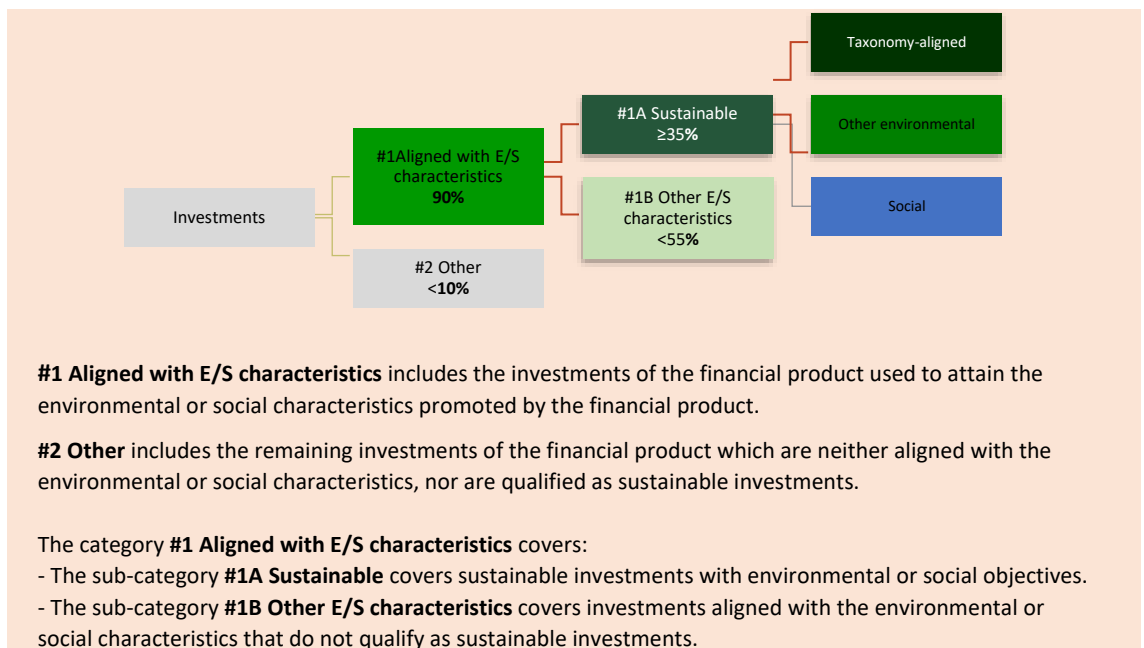 Taxonomy-aligned
#1A Sustainable
≥35%
Other environmental
#1Aligned with E/S
characteristics
90%
#1B Other E/S
characteristics
<55%
Investments
Social
#2 Other
<10%
#1 Aligned with E/S characteristics includes the investments of the financial product used to attain the
environmental or social characteristics promoted by the financial product.
#2 Other includes the remaining investments of the financial product which are neither aligned with the
environmental or social characteristics, nor are qualified as sustainable investments.
The category #1 Aligned with E/S characteristics covers:
- The sub-category #1A Sustainable covers sustainable investments with environmental or social objectives.
- The sub-category #1B Other E/S characteristics covers investments aligned with the environmental or
social characteristics that do not qualify as sustainable investments.